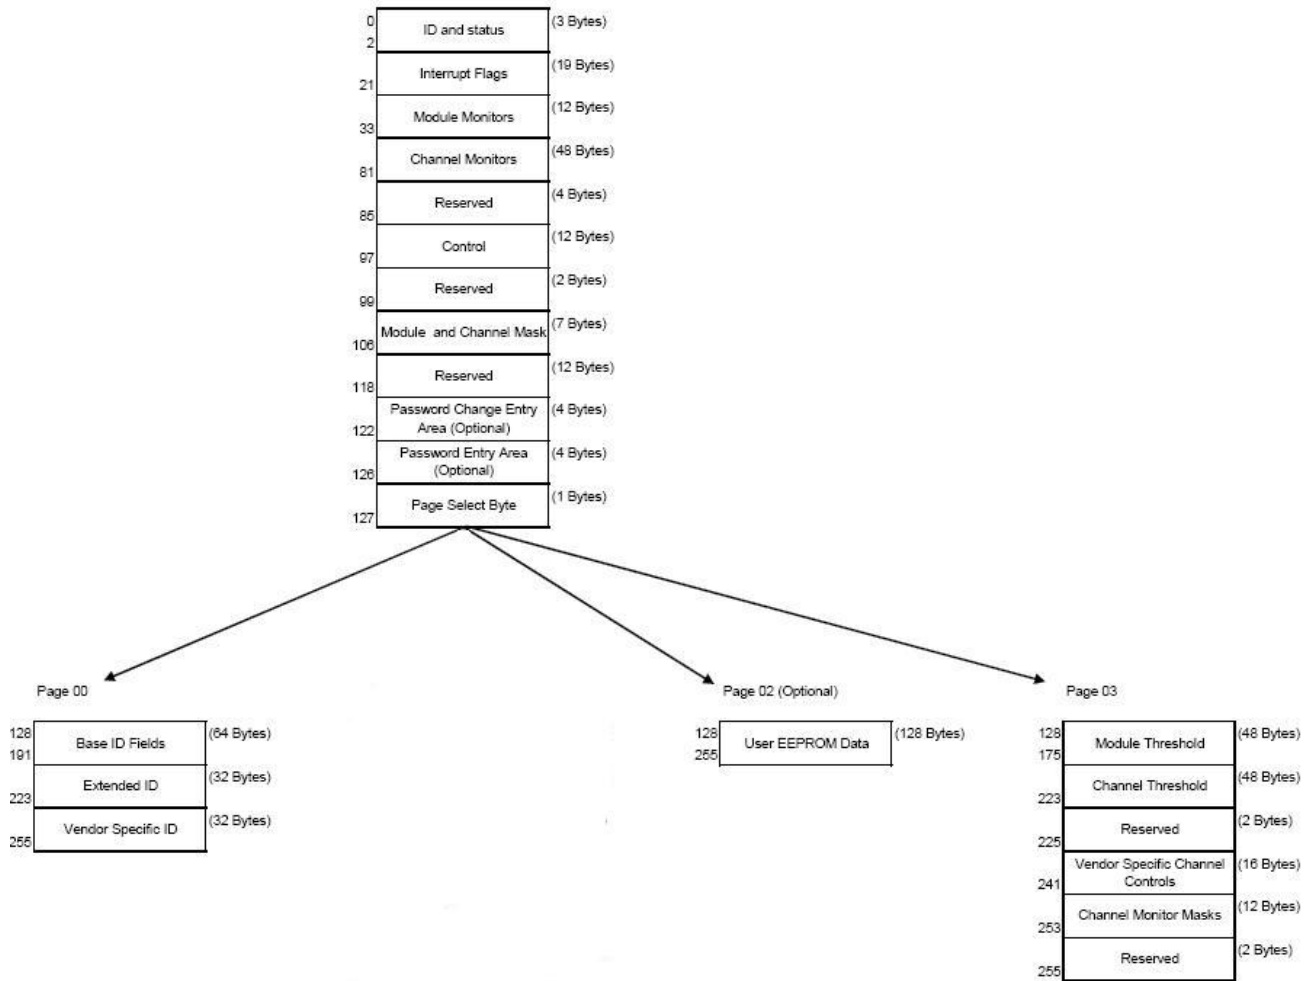 0
ID and status
(3 Bytes)
2
Interrupt Flags
(19 Bytes)
21
Module Monitors
(12 Bytes)
33
Channel Monitors
(48 Bytes)
81
Reserved
(4 Bytes)
85
Control
(12 Bytes)
97
Reserved
(2 Bytes)
99
Module and Channel Mask
(7 Bytes)
106
Reserved
(12 Bytes)
118
Password Change Entry
Area (Optional)
(4 Bytes)
122
Password Entry Area
(Optional)
(4 Bytes)
126
Page Select Byte
(1 Bytes)
127
Page 00
128
Base ID Fields
(64 Bytes)
191
Extended ID
(32 Bytes)
223
Vendor Specific ID
(32 Bytes)
255
Page 02 (Optional)
128
User EEPROM Data
(128 Bytes)
255
Page 03
128
Module Threshold
(48 Bytes)
175
Channel Threshold
(48 Bytes)
223
Reserved
(2 Bytes)
225
Vendor Specific Channel
Controls
(16 Bytes)
241
Channel Monitor Masks
(12 Bytes)
253
Reserved
(2 Bytes)
255